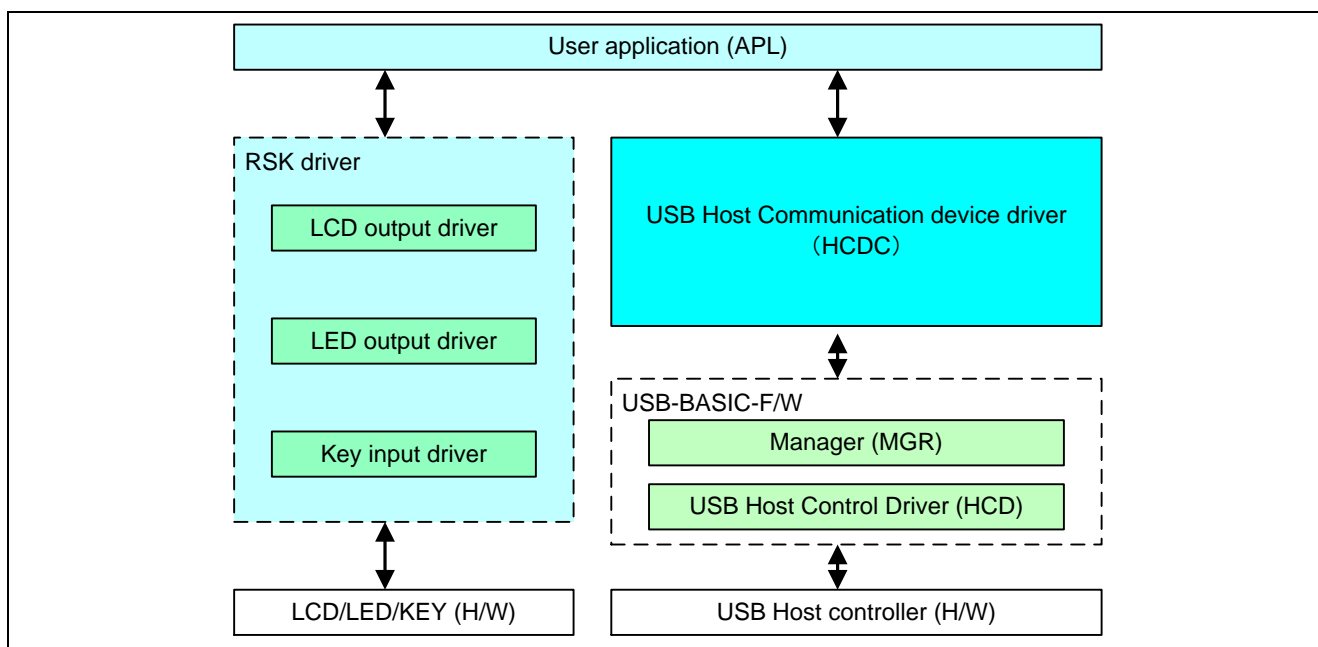 User application (APL)
RSK driver
LCD output driver
LED output driver
Key input driver
LCD/LED/KEY (H/W)
USB Host Communication device driver
（HCDC）
USB-BASIC-F/W
Manager (MGR)
USB Host Control Driver (HCD)
USB Host controller (H/W)